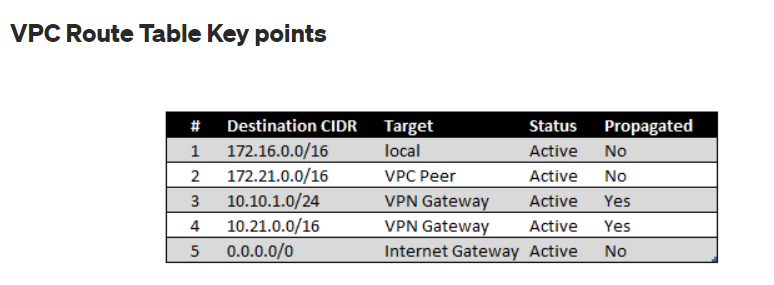 VPC Route Table Key points
# Destination CIDR Target Status Propagated
1 172.16.0.0/16 local Active No
2 172.21.0.0/16 VPC Peer Active No
3 10.10.1.0/24 VPN Gateway Active Yes
4 10.21.0.0/16 VPN Gateway Active Yes
5 0.0.0.0/0 Internet Gateway Active No